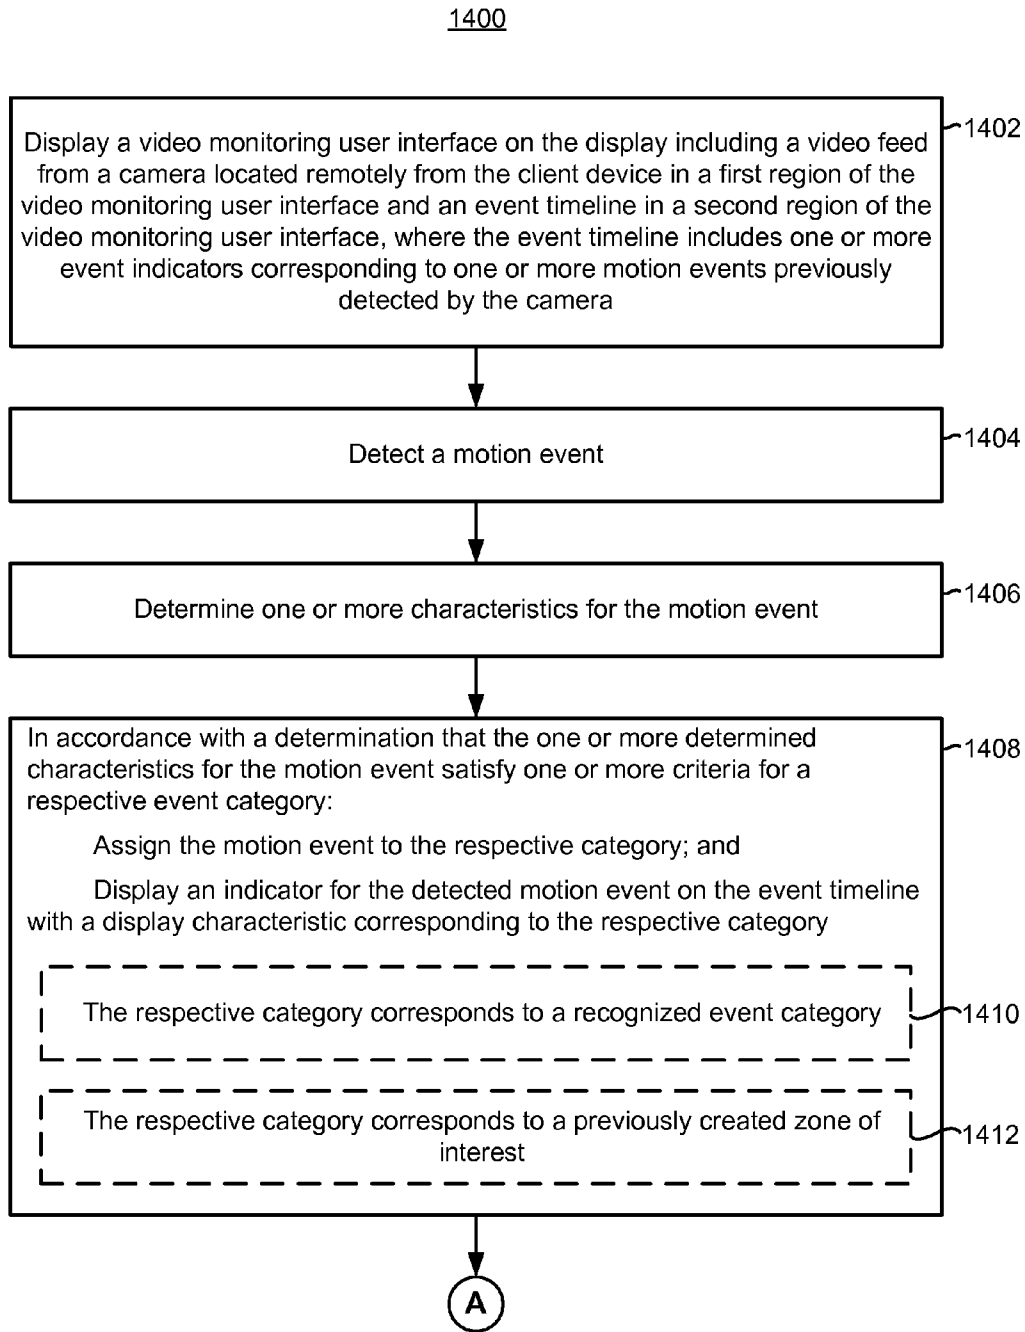 1400
Display a video monitoring user interface on the display including a video feed
from a camera located remotely from the client device in a first region of the
video monitoring user interface and an event timeline in a second region of the
video monitoring user interface, where the event timeline includes one or more
event indicators corresponding to one or more motion events previously
detected by the camera
1402
Detect a motion event
1404
Determine one or more characteristics for the motion event
1406
In accordance with a determination that the one or more determined
characteristics for the motion event satisfy one or more criteria for a
respective event category:
Assign the motion event to the respective category; and
Display an indicator for the detected motion event on the event timeline
with a display characteristic corresponding to the respective category
1408
The respective category corresponds to a recognized event category
1410
The respective category corresponds to a previously created zone of
interest
1412
A